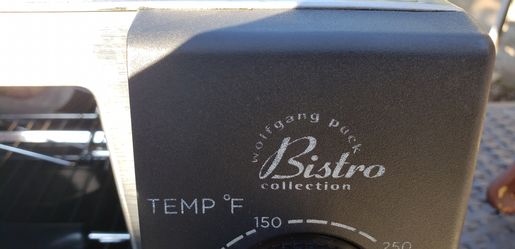 wolfgang puck
Bistro
collection
TEMP °F
150
250